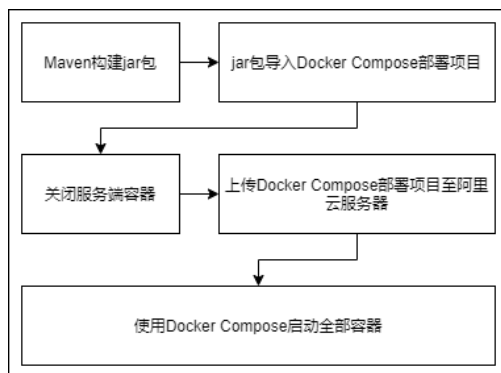 Maven构建jar包
jar包导入Docker Compose部署项目
关闭服务端容器
上传Docker Compose部署项目至阿里
云服务器
使用Docker Compose启动全部容器